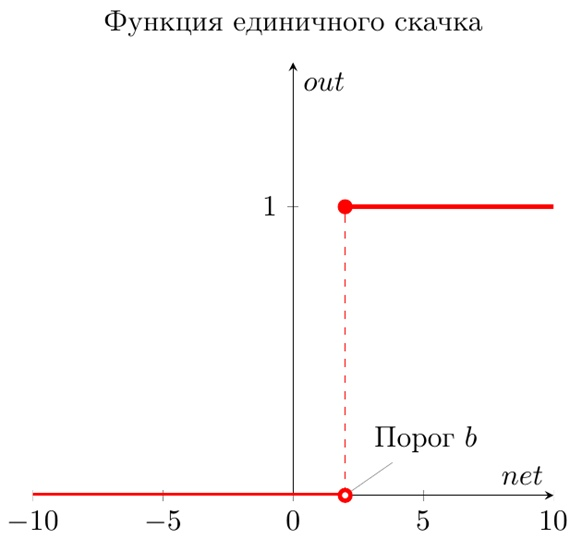 Функция единичного скачка
out
1
Порог b
net
−10 −5 0 5 10